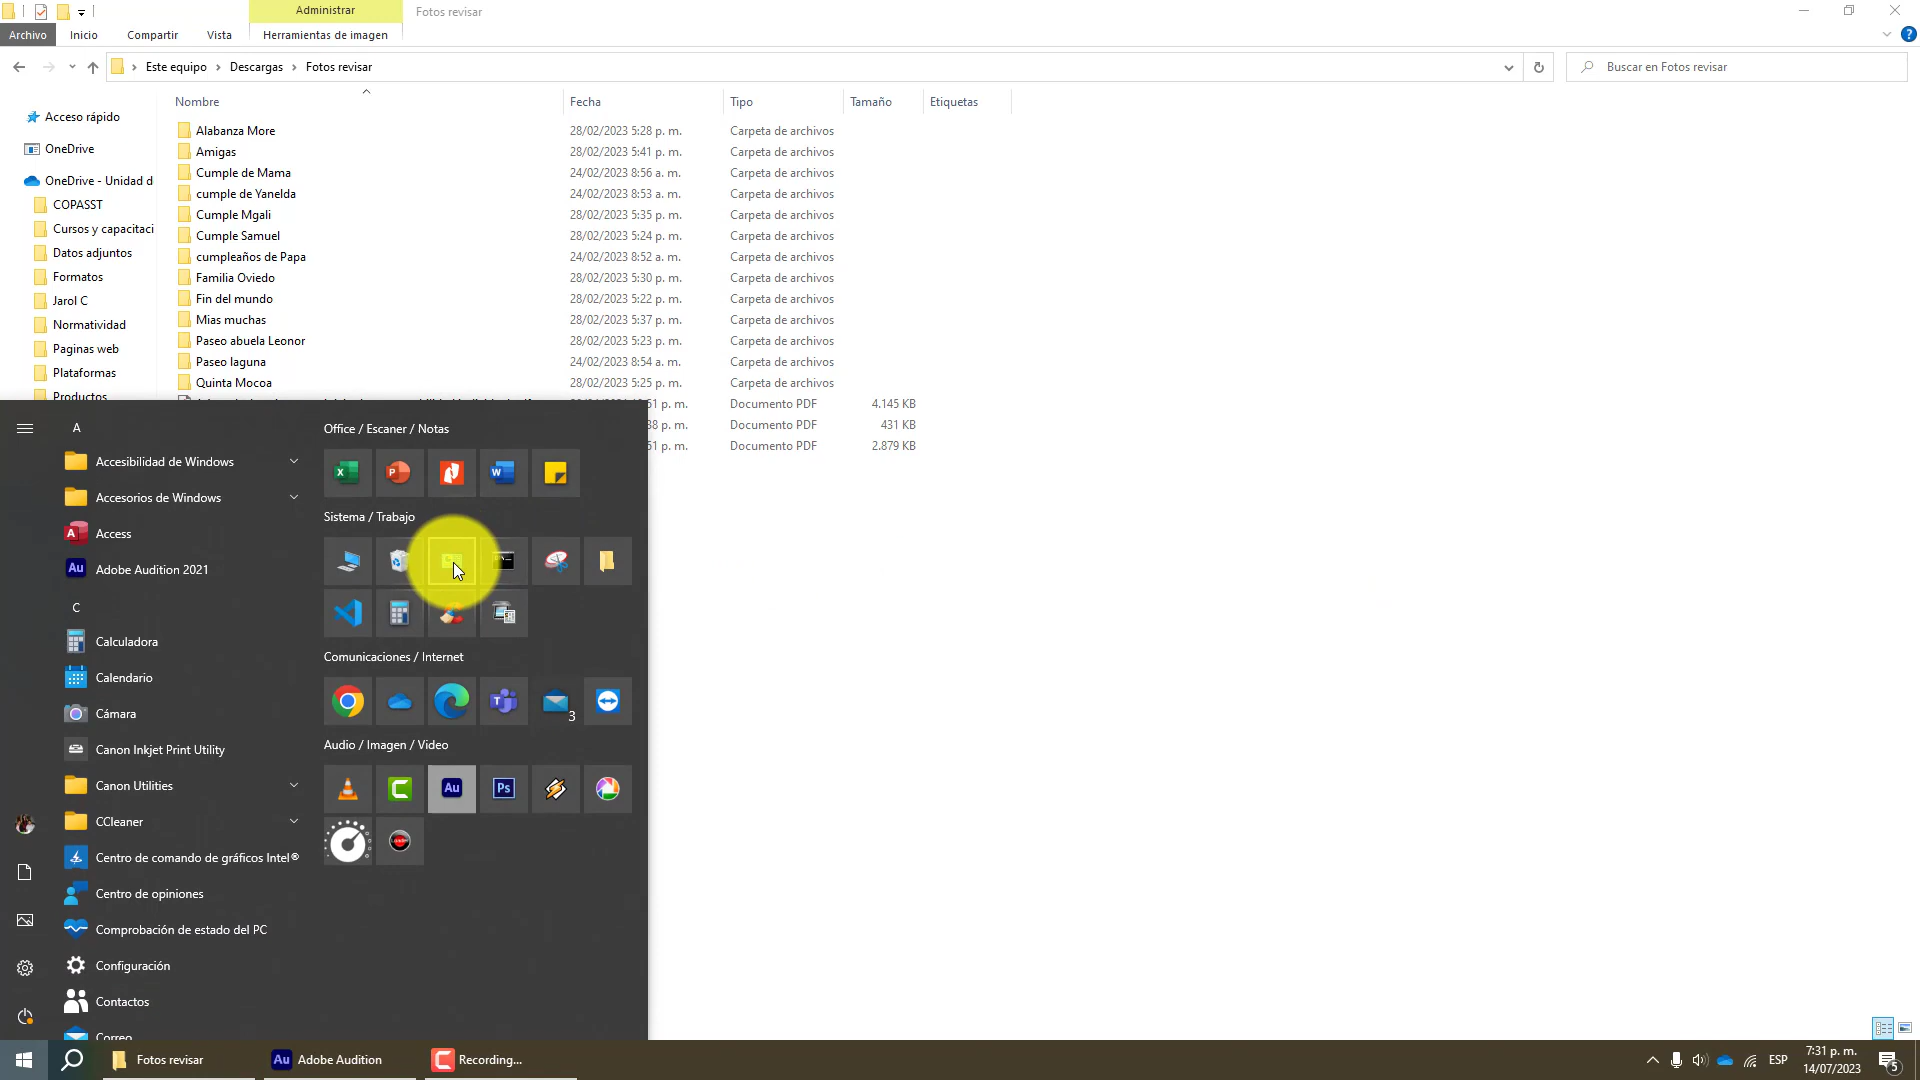 Administrar
Fotos revisar
Archivo
Inicio
Compartir
Vista
Herramientas de imagen
Este equipo
Descargas
Fotos revisar
Buscar en Fotos revisar
Nombre
Fecha
Tipo
Tamaño
Etiquetas
Acceso rápido
OneDrive
OneDrive - Unidad d
COPASST
Cursos y capacitaci
Datos adjuntos
Formatos
Jarol C
Normatividad
Paginas web
Plataformas
Productos
Alabanza More 28/02/2023 5:28 p. m. Carpeta de archivos
Amigas 28/02/2023 5:41 p. m. Carpeta de archivos
Cumple de Mama 24/02/2023 8:56 a. m. Carpeta de archivos
cumple de Yanelda 24/02/2023 8:53 a. m. Carpeta de archivos
Cumple Mgali 28/02/2023 5:35 p. m. Carpeta de archivos
Cumple Samuel 28/02/2023 5:24 p. m. Carpeta de archivos
cumpleaños de Papa 24/02/2023 8:52 a. m. Carpeta de archivos
Familia Oviedo 28/02/2023 5:30 p. m. Carpeta de archivos
Fin del mundo 28/02/2023 5:22 p. m. Carpeta de archivos
Mias muchas 28/02/2023 5:37 p. m. Carpeta de archivos
Paseo abuela Leonor 28/02/2023 5:23 p. m. Carpeta de archivos
Paseo laguna 24/02/2023 8:54 a. m. Carpeta de archivos
Quinta Mocoa 28/02/2023 5:25 p. m. Carpeta de archivos
51 p. m. Documento PDF 4.145 KB
38 p. m. Documento PDF 431 KB
51 p. m. Documento PDF 2.879 KB
A
Accesibilidad de Windows
Accesorios de Windows
Access
Adobe Audition 2021
C
Calculadora
Calendario
Cámara
Canon Inkjet Print Utility
Canon Utilities
CCleaner
Centro de comando de gráficos Intel®
Centro de opiniones
Comprobación de estado del PC
Configuración
Contactos
Correo
Office / Escaner / Notas
Sistema / Trabajo
Comunicaciones / Internet
3
Audio / Imagen / Video
Au
Ps
Fotos revisar
Au Adobe Audition
Recording...
ESP
7:31 p. m.
14/07/2023
5